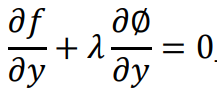 ∂f/∂y + λ ∂∅/∂y = 0,